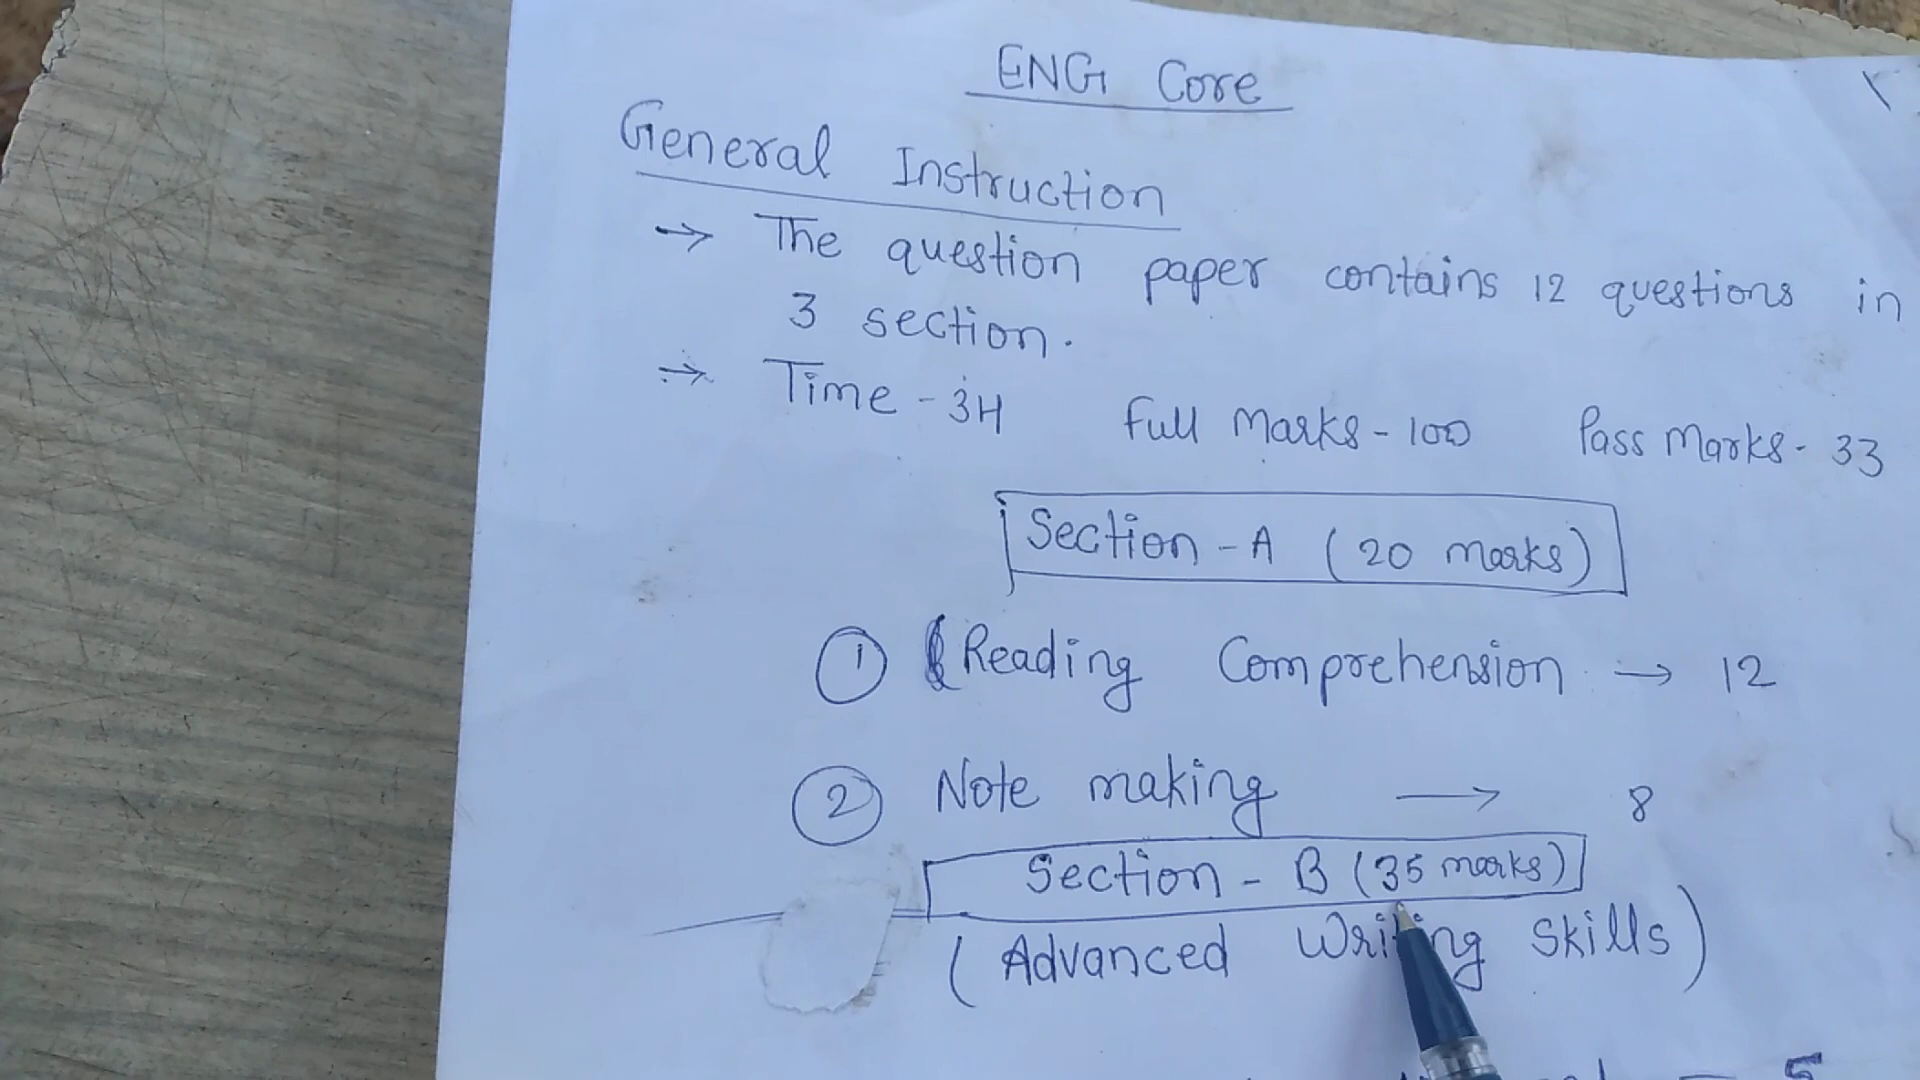 ENG Core
General Instruction
→ The question paper contains 12 questions in
3 section.
→ Time - 3H Full Marks - 100 Pass Marks - 33
Section - A (20 marks)
① Reading Comprehension → 12
② Note making → 8
Section - B (35 marks)
(Advanced Writing Skills)
- 5